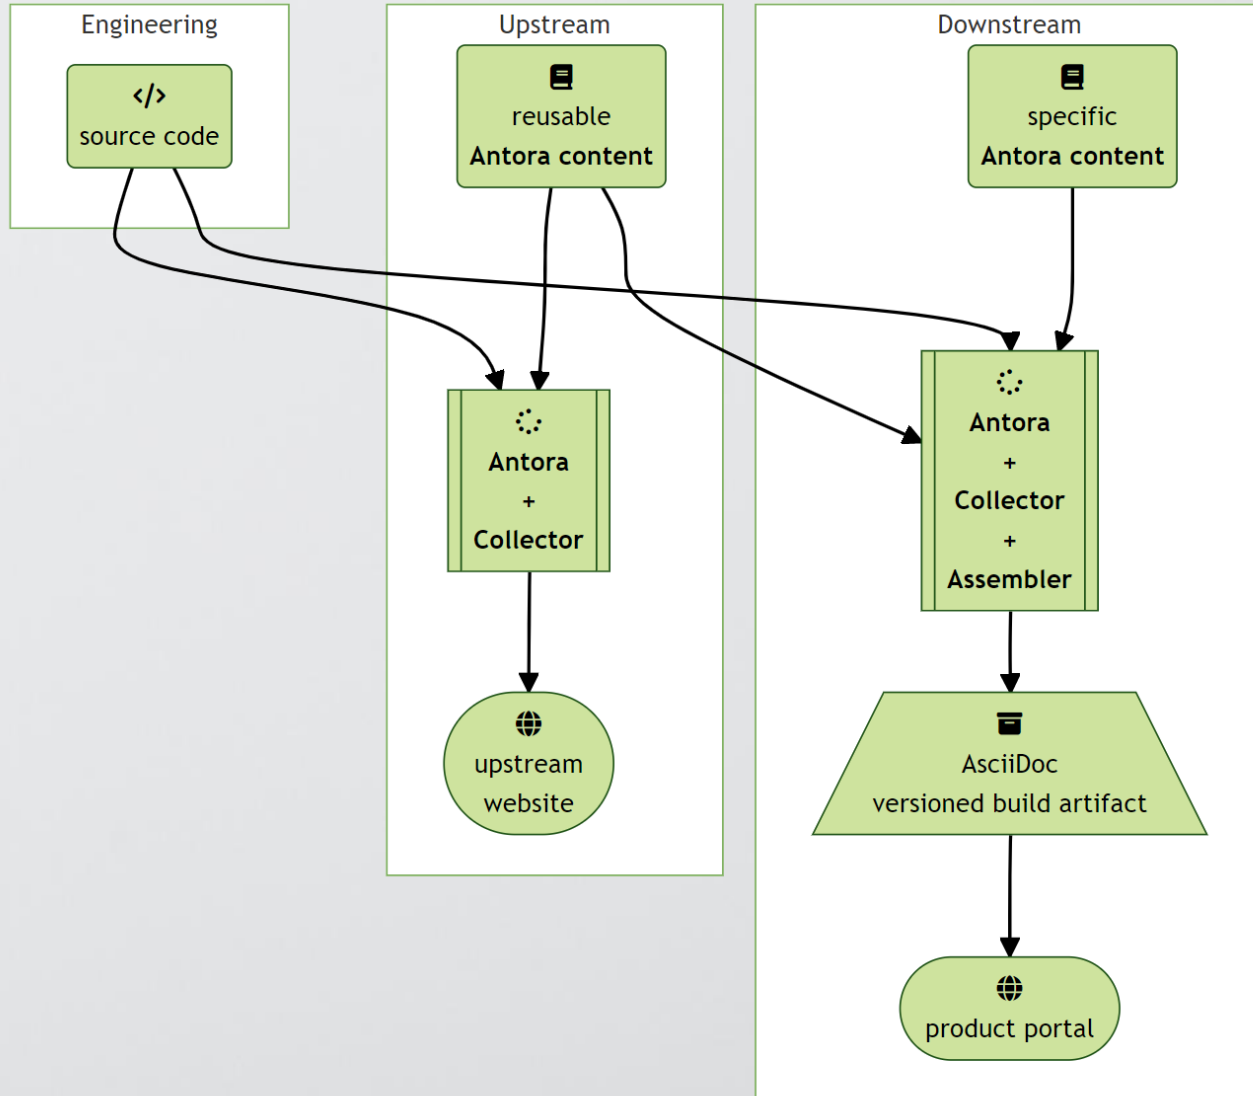 Engineering
</>
source code
Upstream
reusable
Antora content
Antora
+
Collector
upstream
website
Downstream
specific
Antora content
Antora
+
Collector
+
Assembler
AsciiDoc
versioned build artifact
product portal